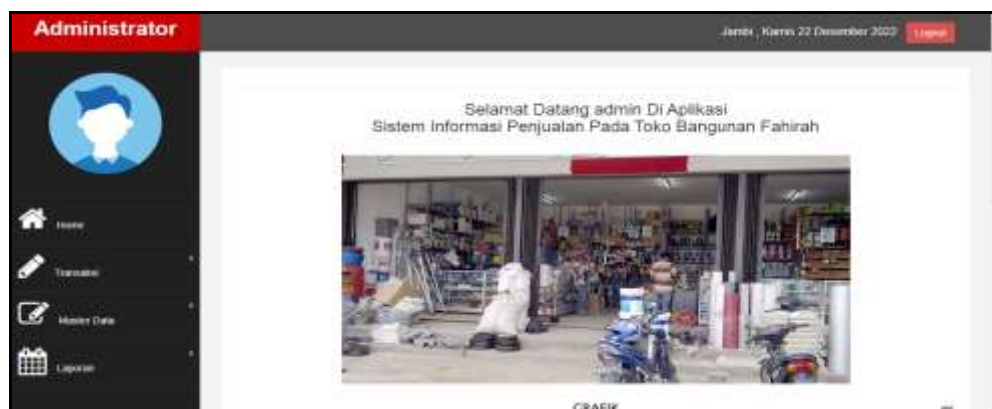 Administrator
Jambi , Kamis 22 Desember 2022 Logout
Selamat Datang admin Di Aplikasi
Sistem Informasi Penjualan Pada Toko Bangunan Fahirah
Home
Transaksi
Master Data
Laporan
GRAFIK